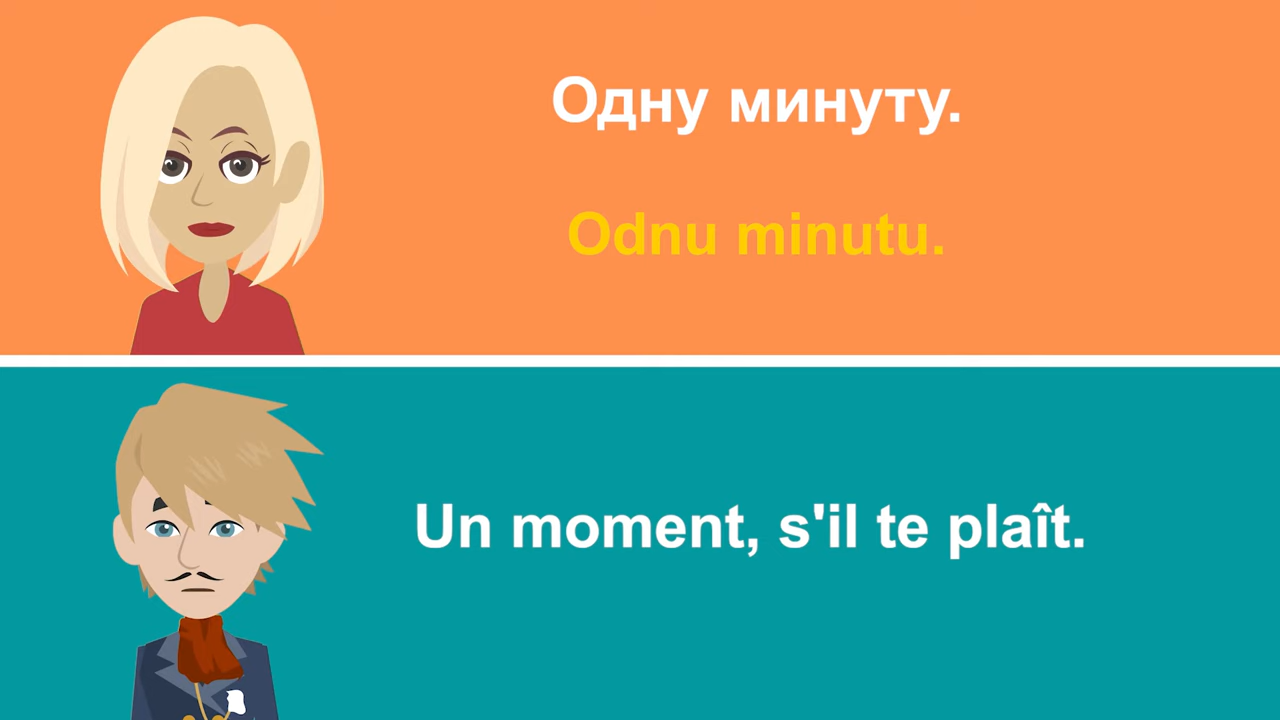 Одну минуту.
Odnu minutu.
Un moment, s'il te plaît.